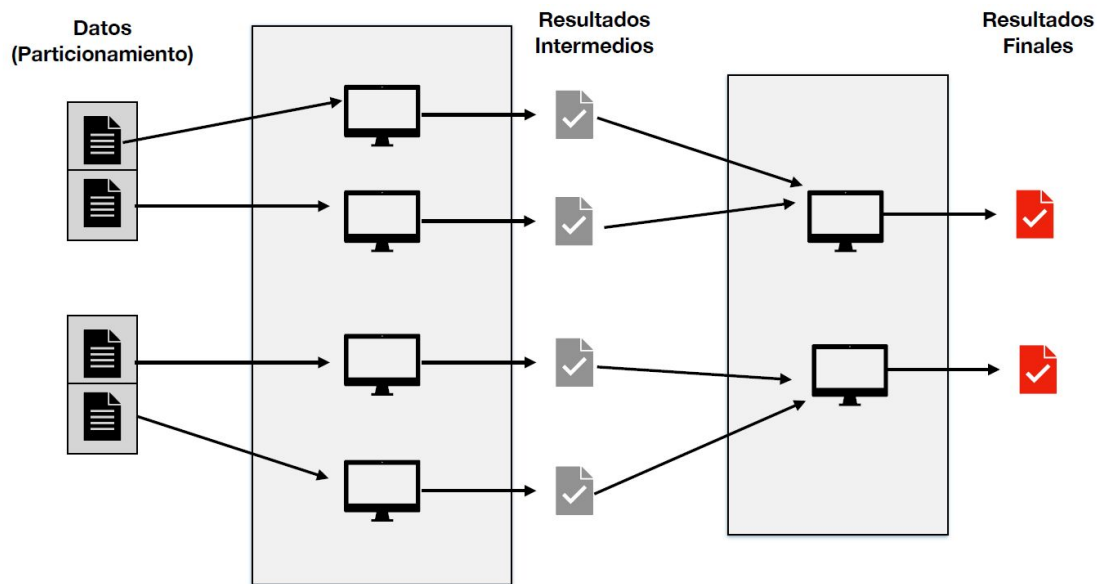 Datos
(Particionamiento)
Resultados
Intermedios
Resultados
Finales